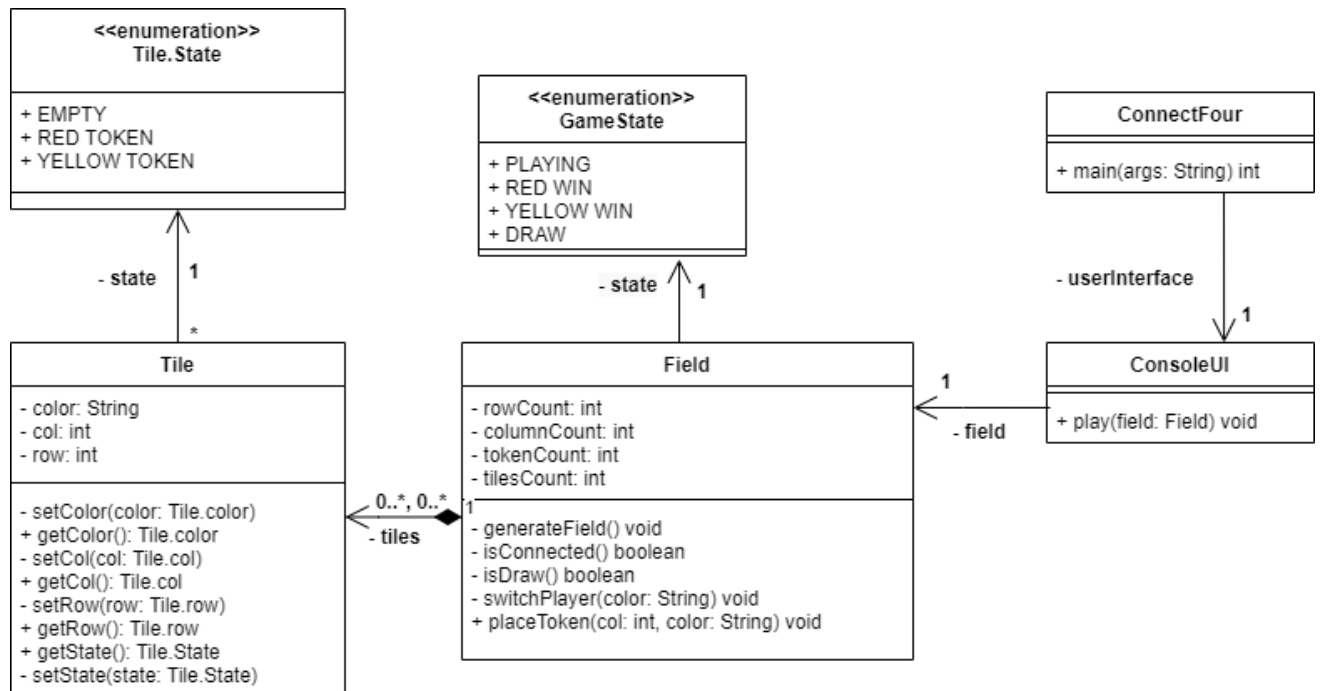 <<enumeration>>
Tile.State
+ EMPTY
+ RED TOKEN
+ YELLOW TOKEN
<<enumeration>>
GameState
+ PLAYING
+ RED WIN
+ YELLOW WIN
+ DRAW
ConnectFour
+ main(args: String) int
- state
1
*
- state
1
- userInterface
1
Tile
- color: String
- col: int
- row: int
- setColor(color: Tile.color)
+ getColor(): Tile.color
- setCol(col: Tile.col)
+ getCol(): Tile.col
- setRow(row: Tile.row)
+ getRow(): Tile.row
+ getState(): Tile.State
- setState(state: Tile.State)
0..*, 0..*
1
- tiles
Field
- rowCount: int
- columnCount: int
- tokenCount: int
- tilesCount: int
- generateField() void
- isConnected() boolean
- isDraw() boolean
- switchPlayer(color: String) void
+ placeToken(col: int, color: String) void
1
- field
ConsoleUI
+ play(field: Field) void